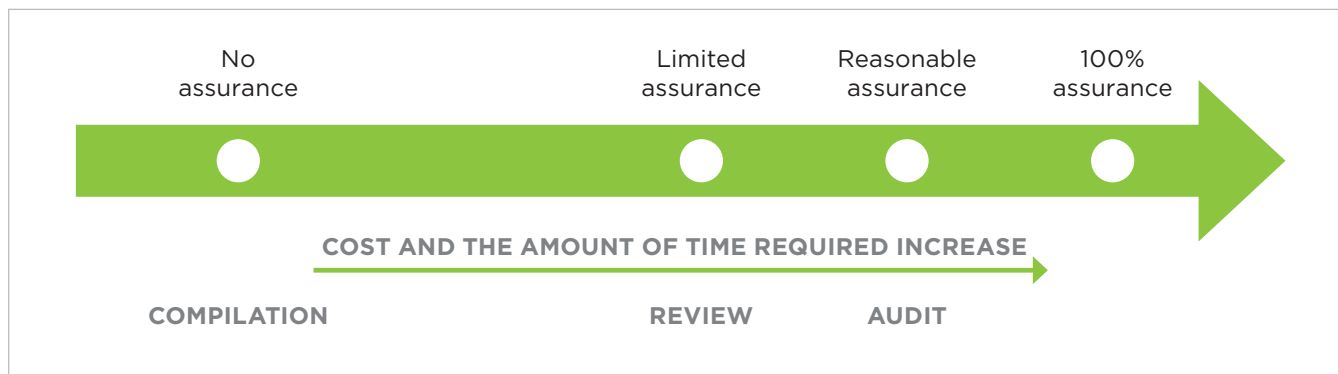 No
assurance
Limited
assurance
Reasonable
assurance
100%
assurance
COST AND THE AMOUNT OF TIME REQUIRED INCREASE
COMPILATION
REVIEW
AUDIT